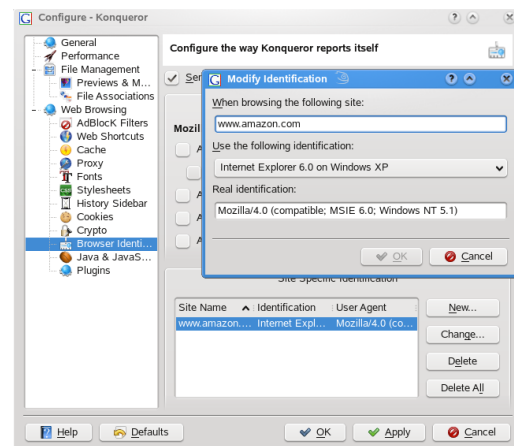 Configure - Konqueror
General
Performance
File Management
Previews & M...
File Associations
Web Browsing
AdBlocK Filters
Web Shortcuts
Cache
Proxy
Fonts
Stylesheets
History Sidebar
Cookies
Crypto
Browser Identi...
Java & JavaS...
Plugins
Configure the way Konqueror reports itself
Modify Identification
When browsing the following site:
www.amazon.com
Use the following identification:
Internet Explorer 6.0 on Windows XP
Real identification:
Mozilla/4.0 (compatible; MSIE 6.0; Windows NT 5.1)
OK Cancel
Site Name Identification User Agent
www.amazon.... Internet Expl... Mozilla/4.0 (co...
New...
Change...
Delete
Delete All
Help Defaults OK Apply Cancel